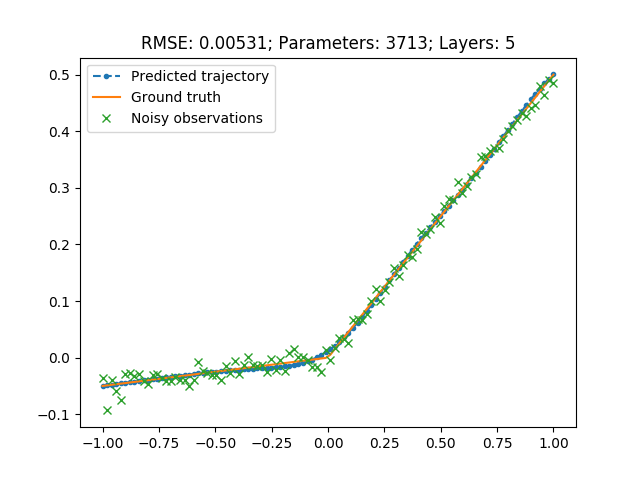 RMSE: 0.00531; Parameters: 3713; Layers: 5
Predicted trajectory
Ground truth
Noisy observations
0.5
0.4
0.3
0.2
0.1
0.0
−0.1
−1.00 −0.75 −0.50 −0.25 0.00 0.25 0.50 0.75 1.00